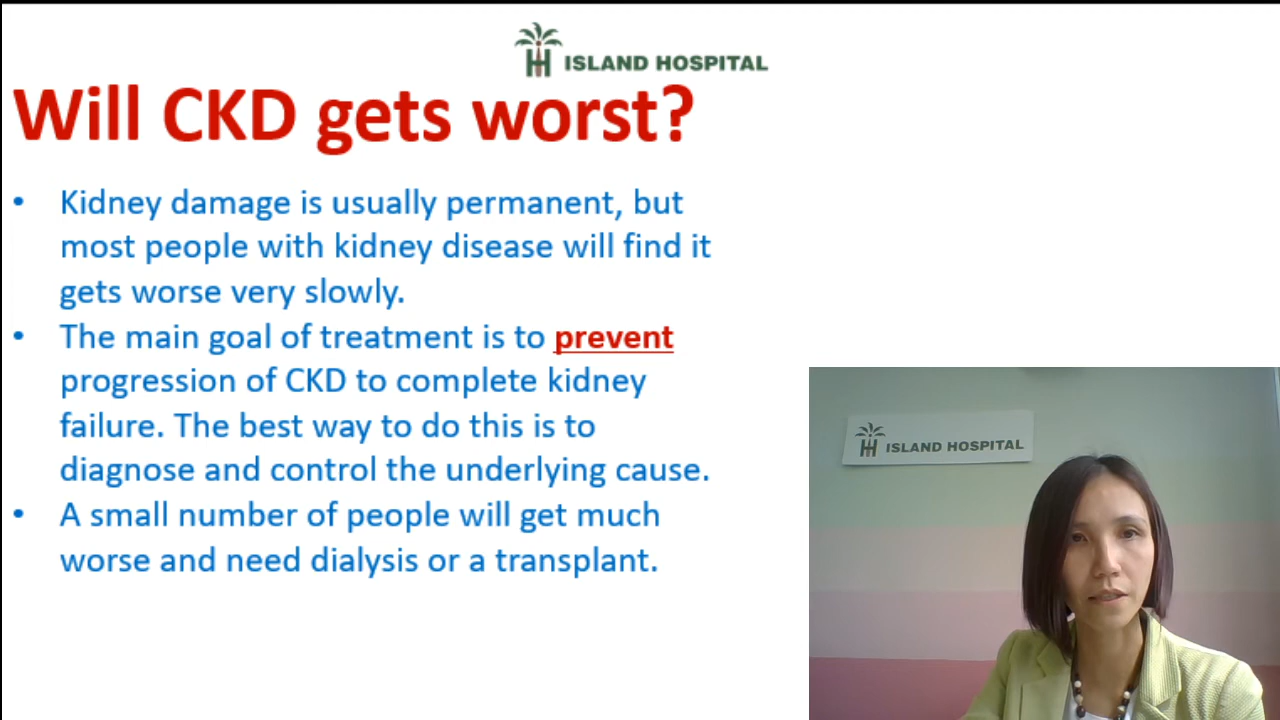 ISLAND HOSPITAL
Will CKD gets worst?
• Kidney damage is usually permanent, but
most people with kidney disease will find it
gets worse very slowly.
• The main goal of treatment is to prevent
progression of CKD to complete kidney
failure. The best way to do this is to
diagnose and control the underlying cause.
• A small number of people will get much
worse and need dialysis or a transplant.
ISLAND HOSPITAL